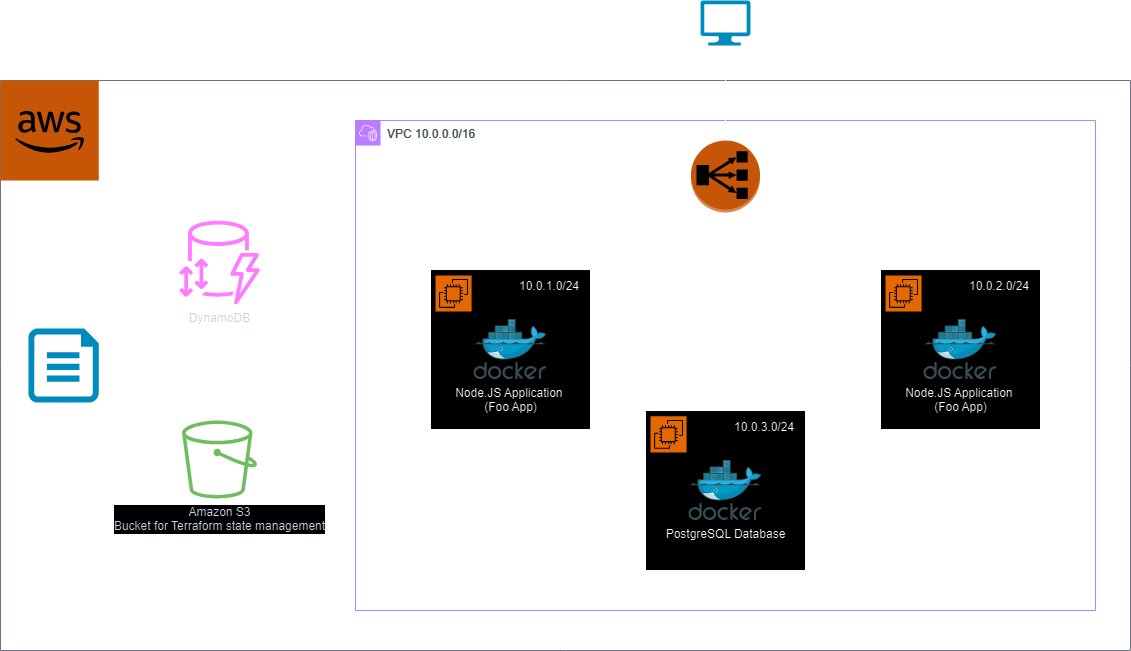 aws
VPC 10.0.0.0/16
DynamoDB
10.0.1.0/24
docker
Node.JS Application
(Foo App)
10.0.2.0/24
docker
Node.JS Application
(Foo App)
10.0.3.0/24
docker
PostgreSQL Database
Amazon S3
Bucket for Terraform state management